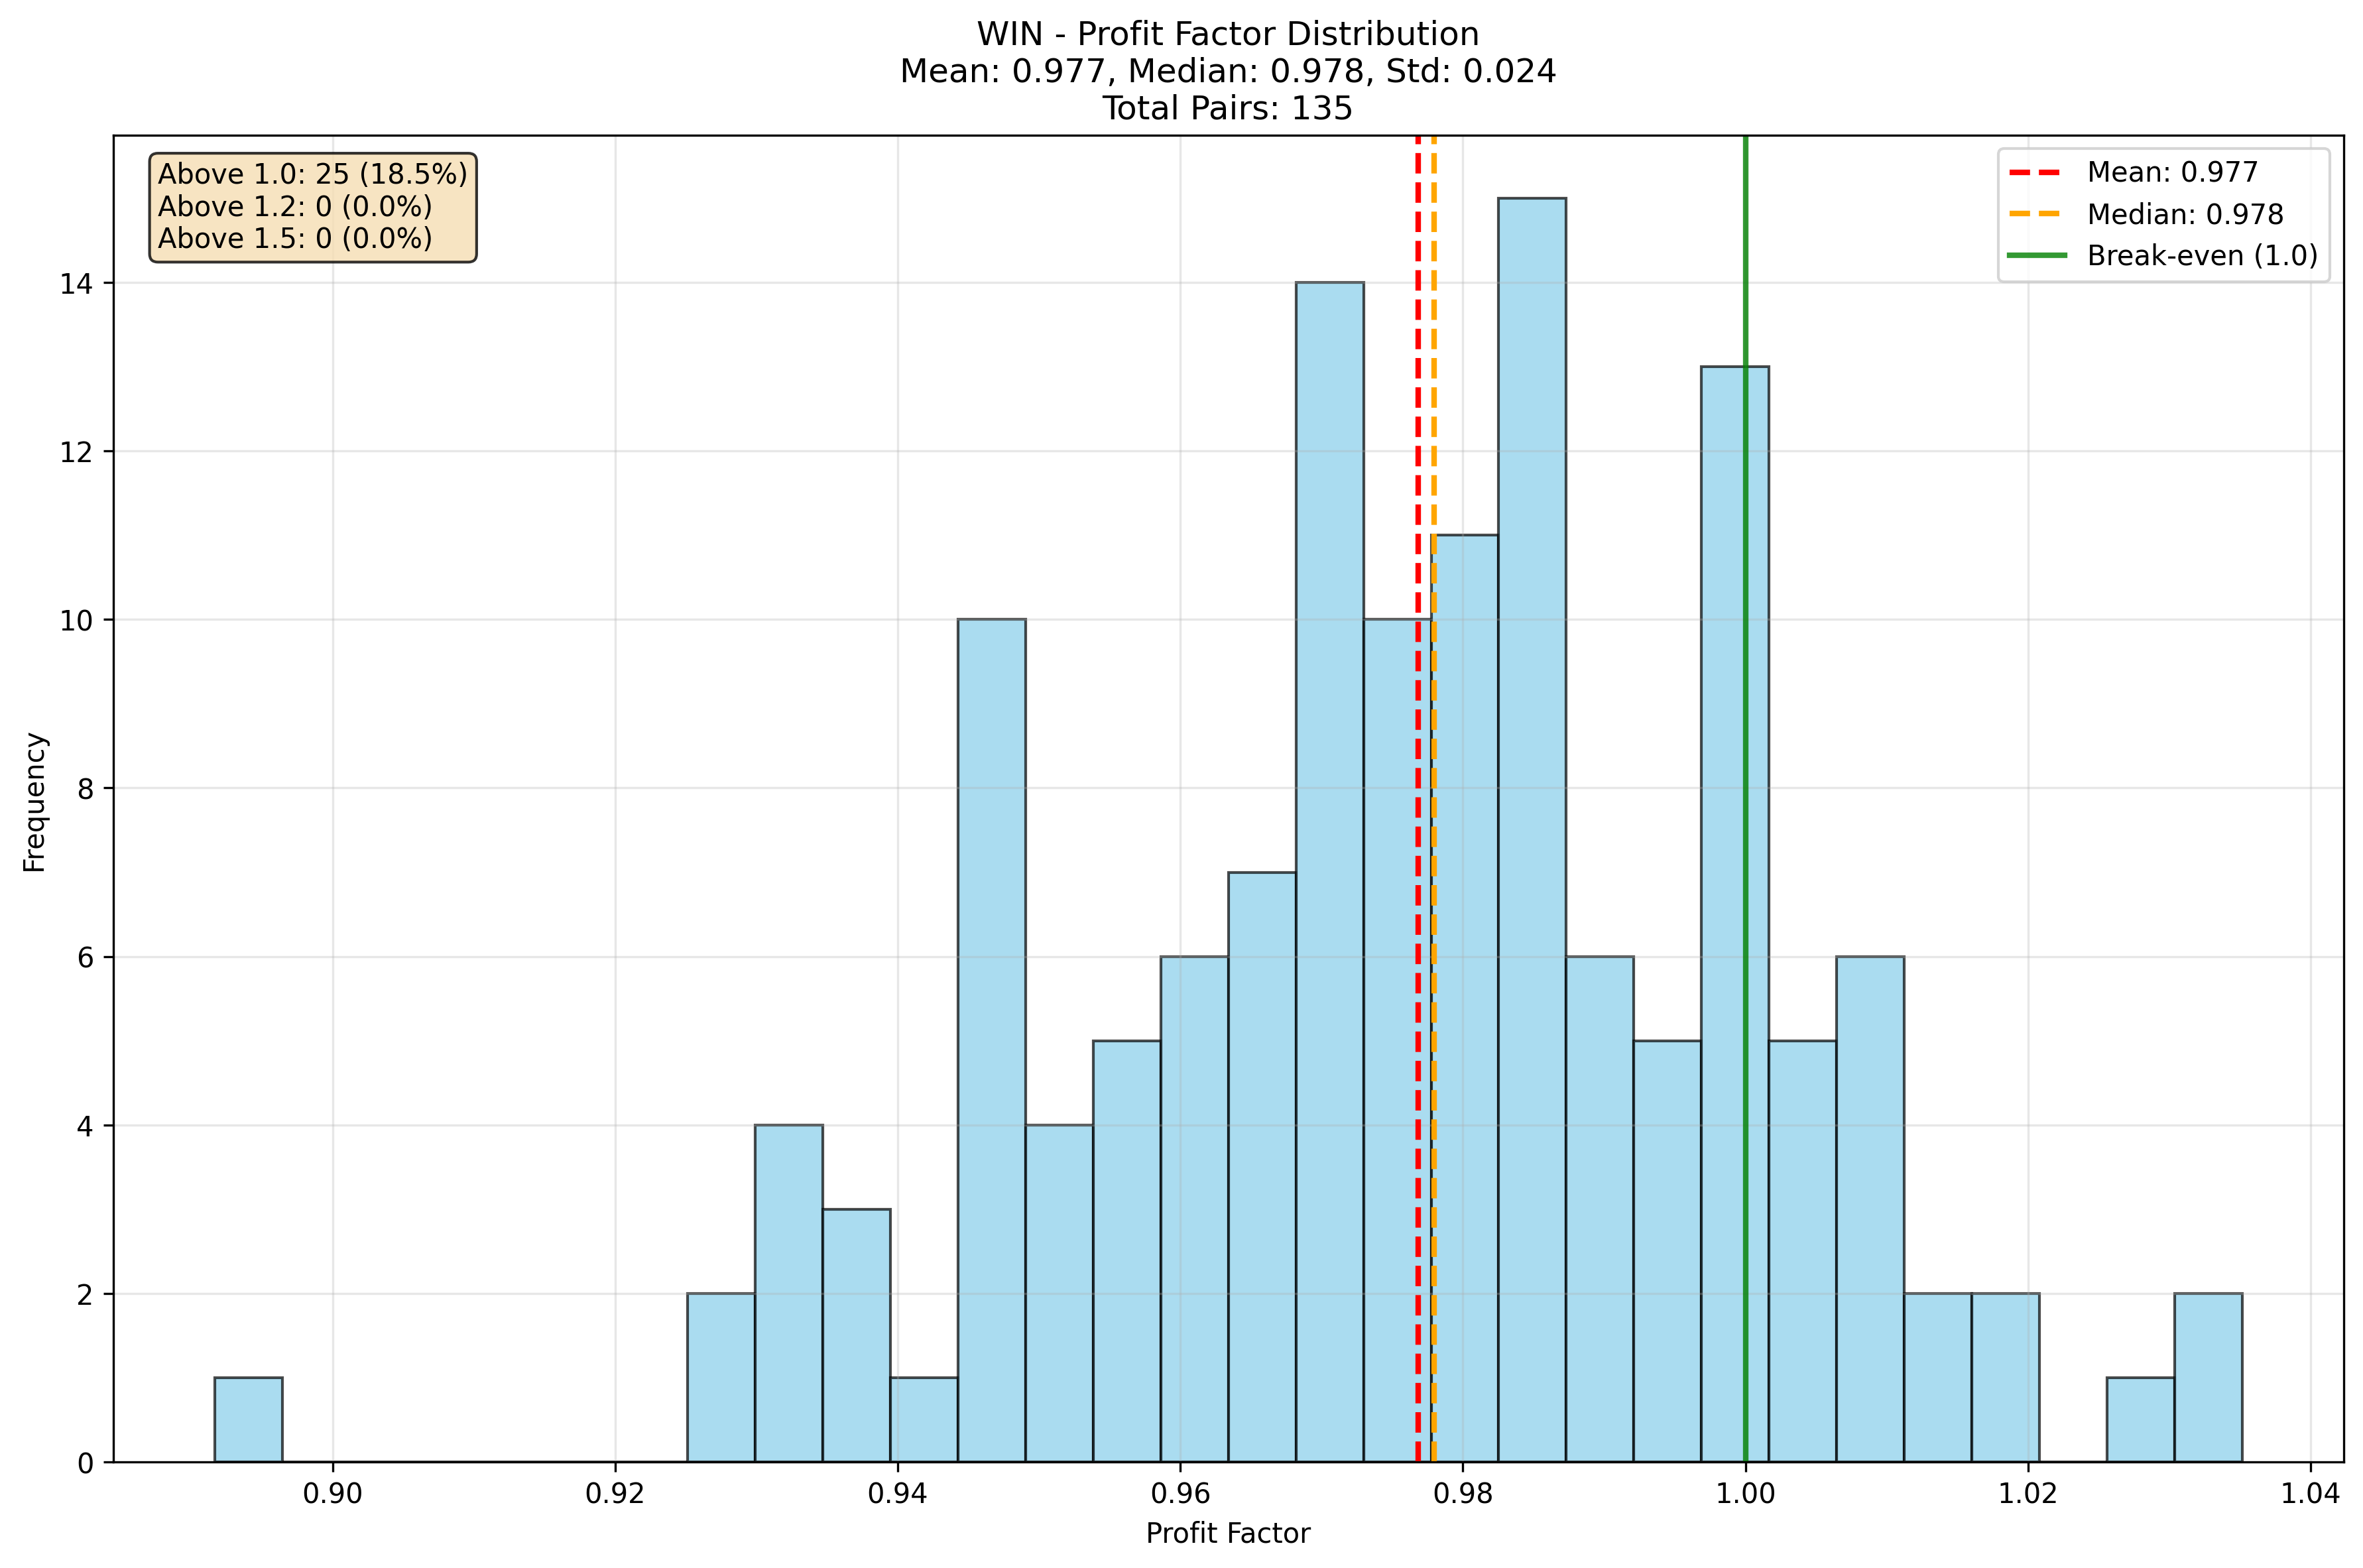 WIN - Profit Factor Distribution
Mean: 0.977, Median: 0.978, Std: 0.024
Total Pairs: 135
Above 1.0: 25 (18.5%)
Above 1.2: 0 (0.0%)
Above 1.5: 0 (0.0%)
Mean: 0.977
Median: 0.978
Break-even (1.0)
Frequency
14
12
10
8
6
4
2
0
0.90 0.92 0.94 0.96 0.98 1.00 1.02 1.04
Profit Factor